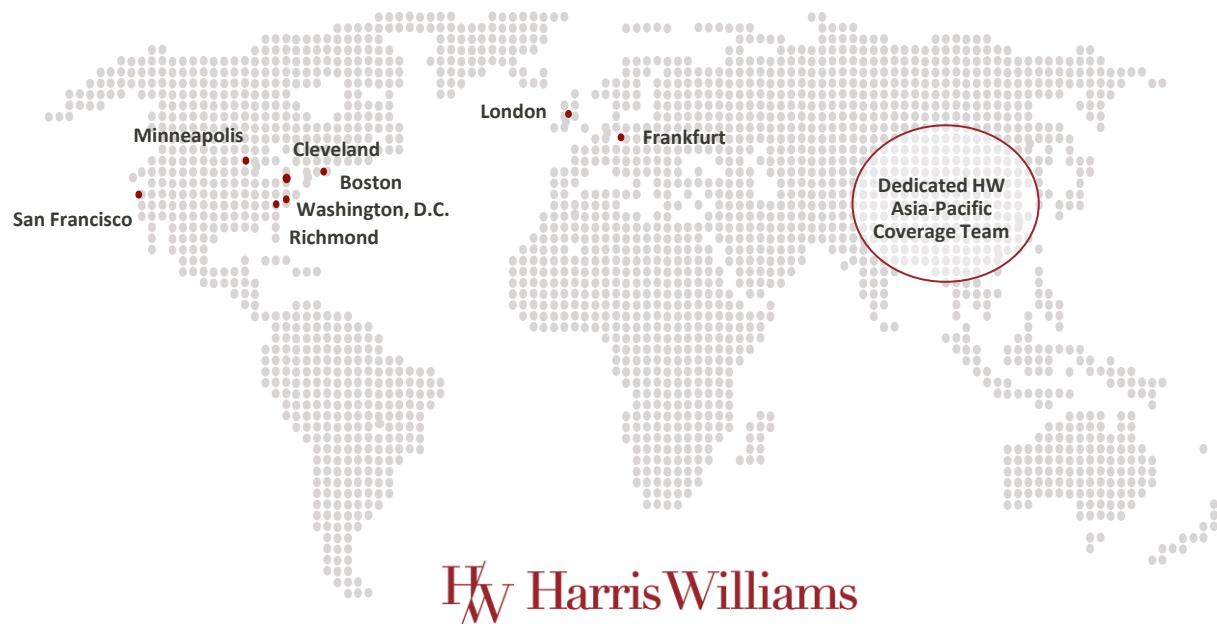 London
Minneapolis
Frankfurt
Cleveland
Boston
Dedicated HW
Asia-Pacific
Coverage Team
San Francisco
Washington, D.C.
Richmond
HW Harris Williams